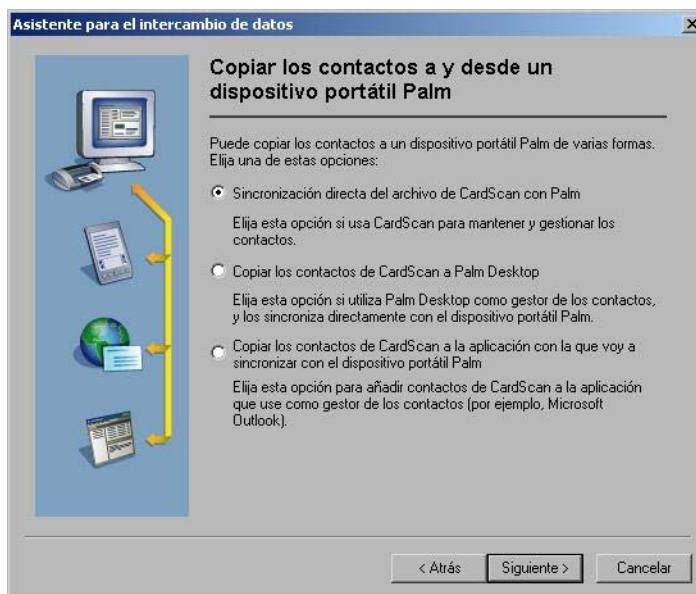 Asistente para el intercambio de datos
Copiar los contactos a y desde un
dispositivo portátil Palm
Puede copiar los contactos a un dispositivo portátil Palm de varias formas.
Elija una de estas opciones:
Sincronización directa del archivo de CardScan con Palm
Elija esta opción si usa CardScan para mantener y gestionar los
contactos.
Copiar los contactos de CardScan a Palm Desktop
Elija esta opción si utiliza Palm Desktop como gestor de los contactos,
y los sincroniza directamente con el dispositivo portátil Palm.
Copiar los contactos de CardScan a la aplicación con la que voy a
sincronizar con el dispositivo portátil Palm
Elija esta opción para añadir contactos de CardScan a la aplicación
que use como gestor de los contactos (por ejemplo, Microsoft
Outlook).
< Atrás Siguiente > Cancelar